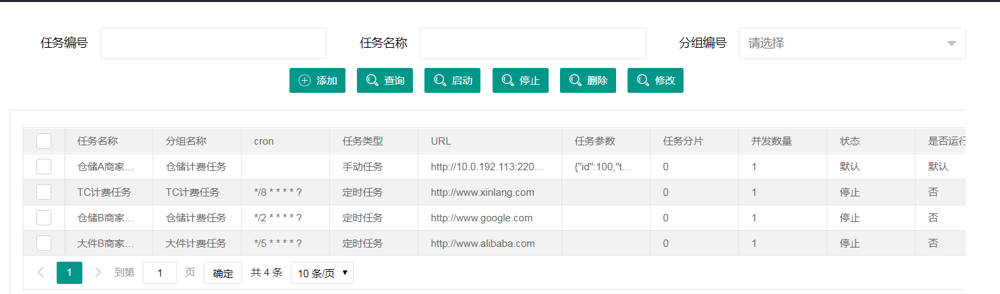 任务编号 任务名称 分组编号 请选择
添加 查询 启动 停止 删除 修改
任务名称 分组名称 cron 任务类型 URL 任务参数 任务分片 并发数量 状态 是否运行
仓储A商家... 仓储计费任务 手动任务 http://10.0.192.113:220... {"id":100,"t... 0 1 默认 默认
TC计费任务 TC计费任务 */8 * * * * ? 定时任务 http://www.xinlang.com 0 1 停止 否
仓储B商家... 仓储计费任务 */2 * * * * ? 定时任务 http://www.google.com 0 1 停止 否
大件B商家... 大件计费任务 */5 * * * * ? 定时任务 http://www.alibaba.com 0 1 停止 否
1 到第 1 页 确定 共 4 条 10 条/页